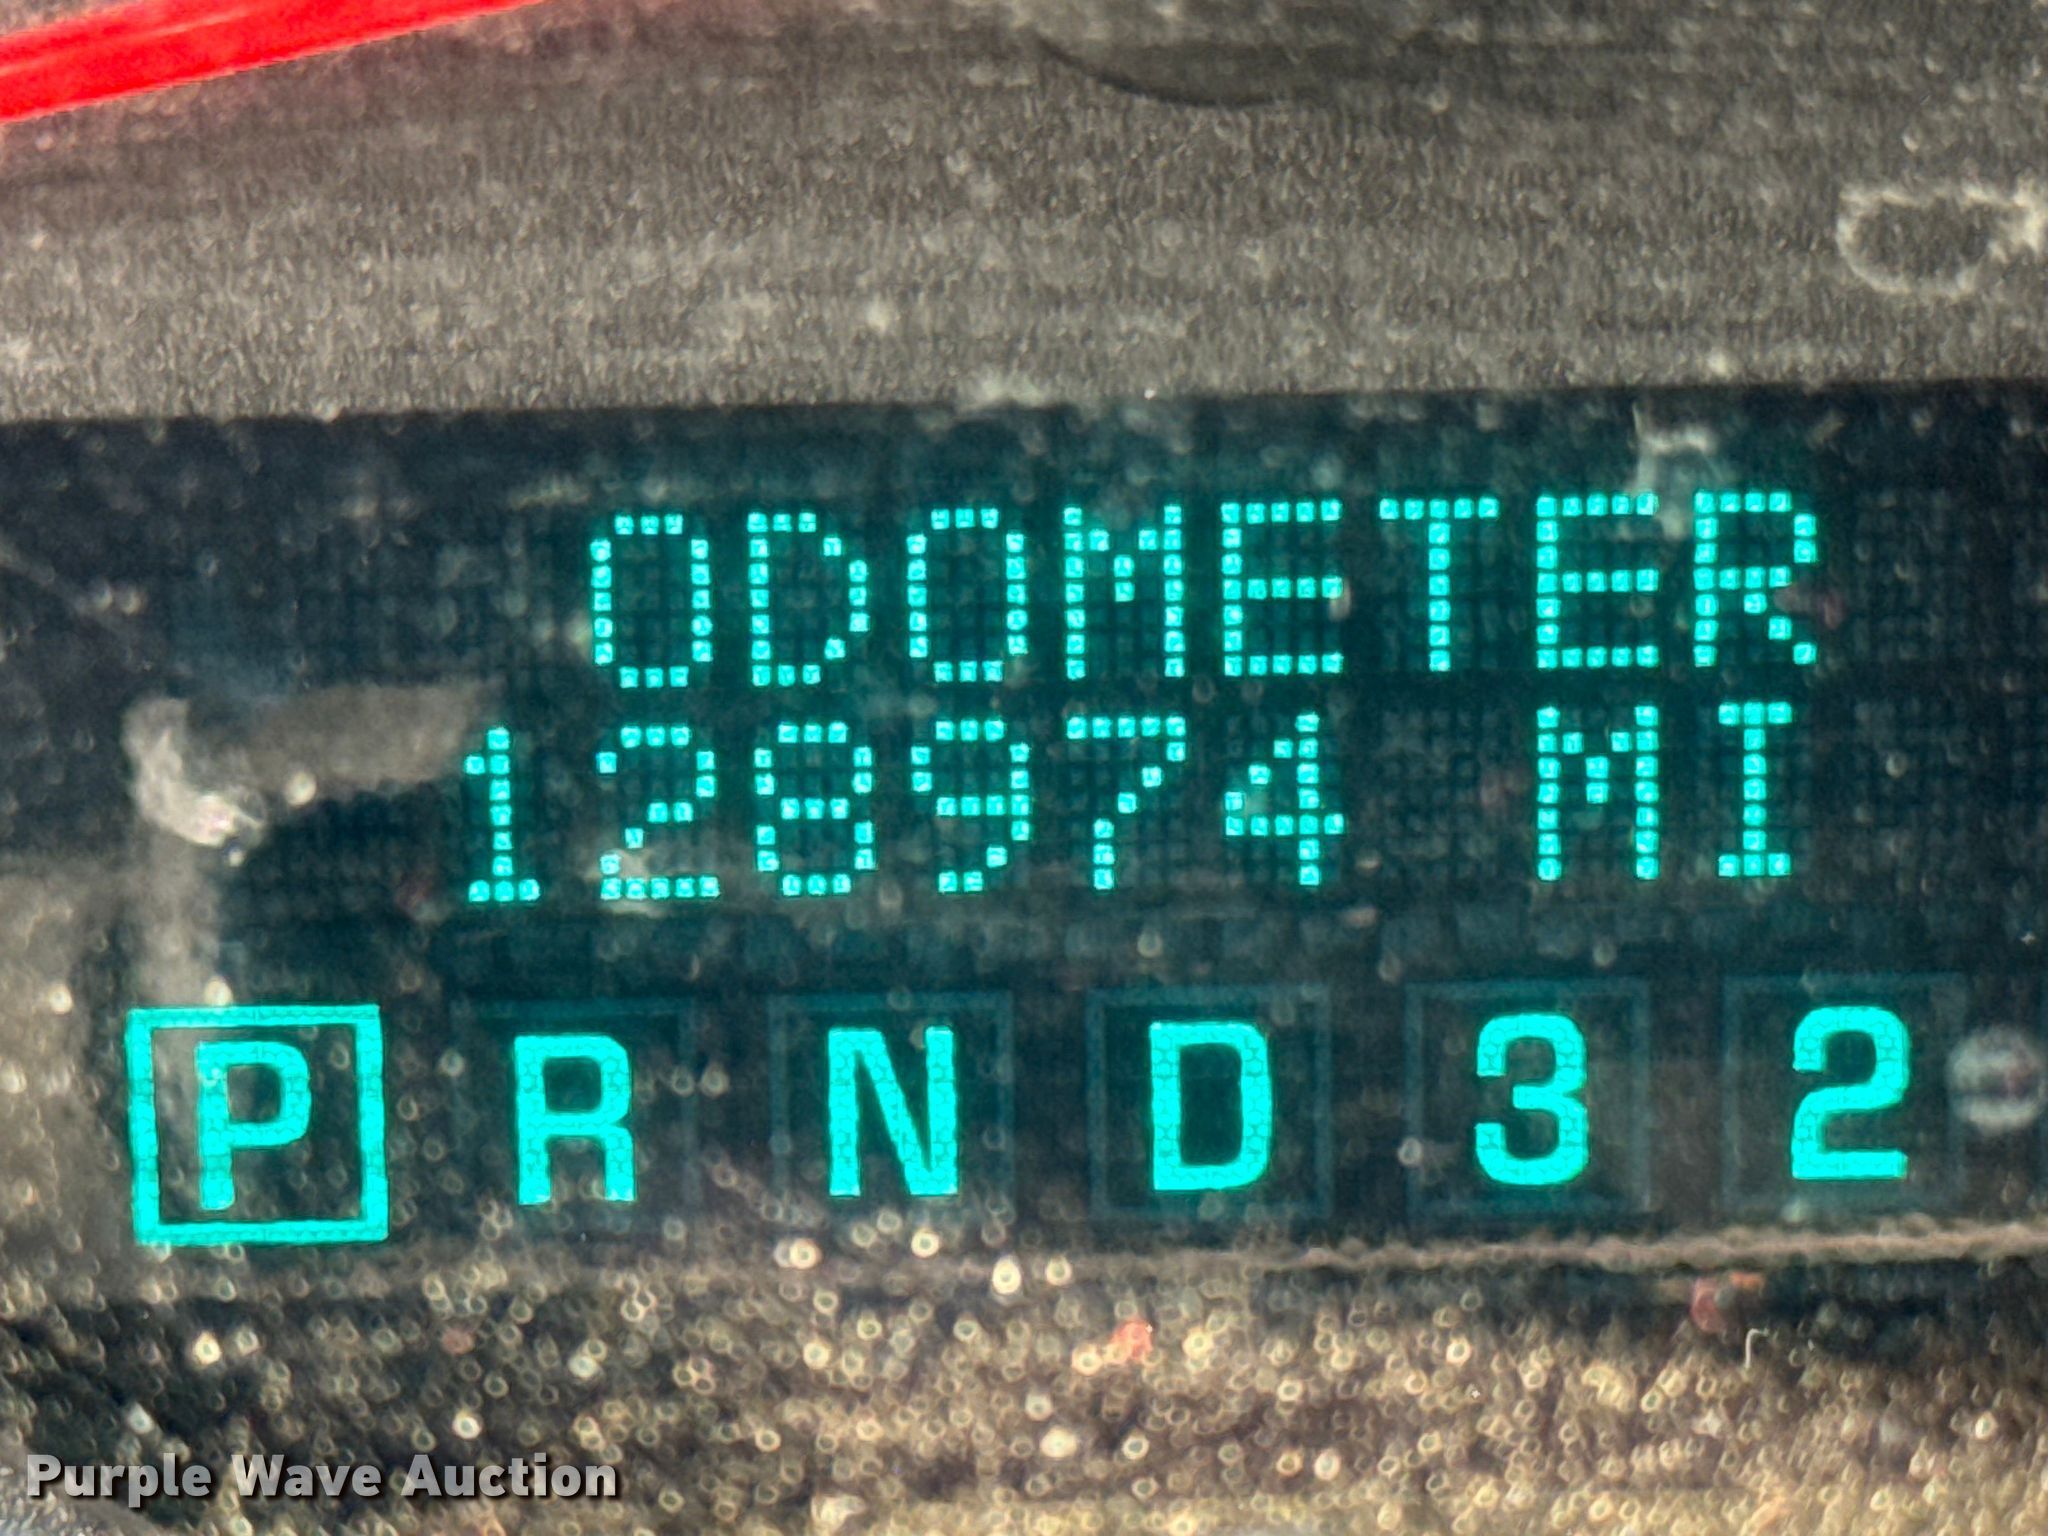 ODOMETER
128974 MI
P R N D 3 2
Purple Wave Auction